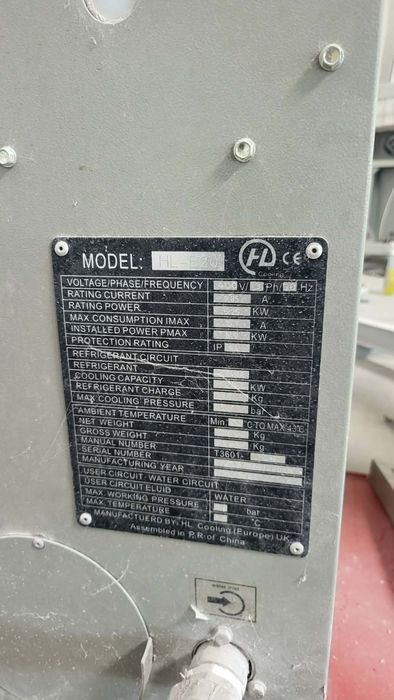 MODEL: HL-
HL CE
Cooling
VOLTAGE/PHASE/FREQUENCY V/ Ph/ Hz
RATING CURRENT A
RATING POWER KW
MAX CONSUMPTION IMAX A
INSTALLED POWER PMAX KW
PROTECTION RATING IP
REFRIGERANT CIRCUIT
REFRIGERANT
COOLING CAPACITY KW
REFRIGERANT CHARGE Kg
MAX COOLING PRESSURE bar
AMBIENT TEMPERATURE Min °C TO MAX
NET WEIGHT Kg
GROSS WEIGHT Kg
MANUAL NUMBER
SERIAL NUMBER T3601-
MANUFACTURING YEAR
USER CIRCUIT WATER CIRCUIT
USER CIRCUIT FLUID WATER
MAX. WORKING PRESSURE bar
MAX. TEMPERATURE °C
MANUFACTUERD BY: HL Cooling (Europe) UK
Assembled in P.R of China
water inlet